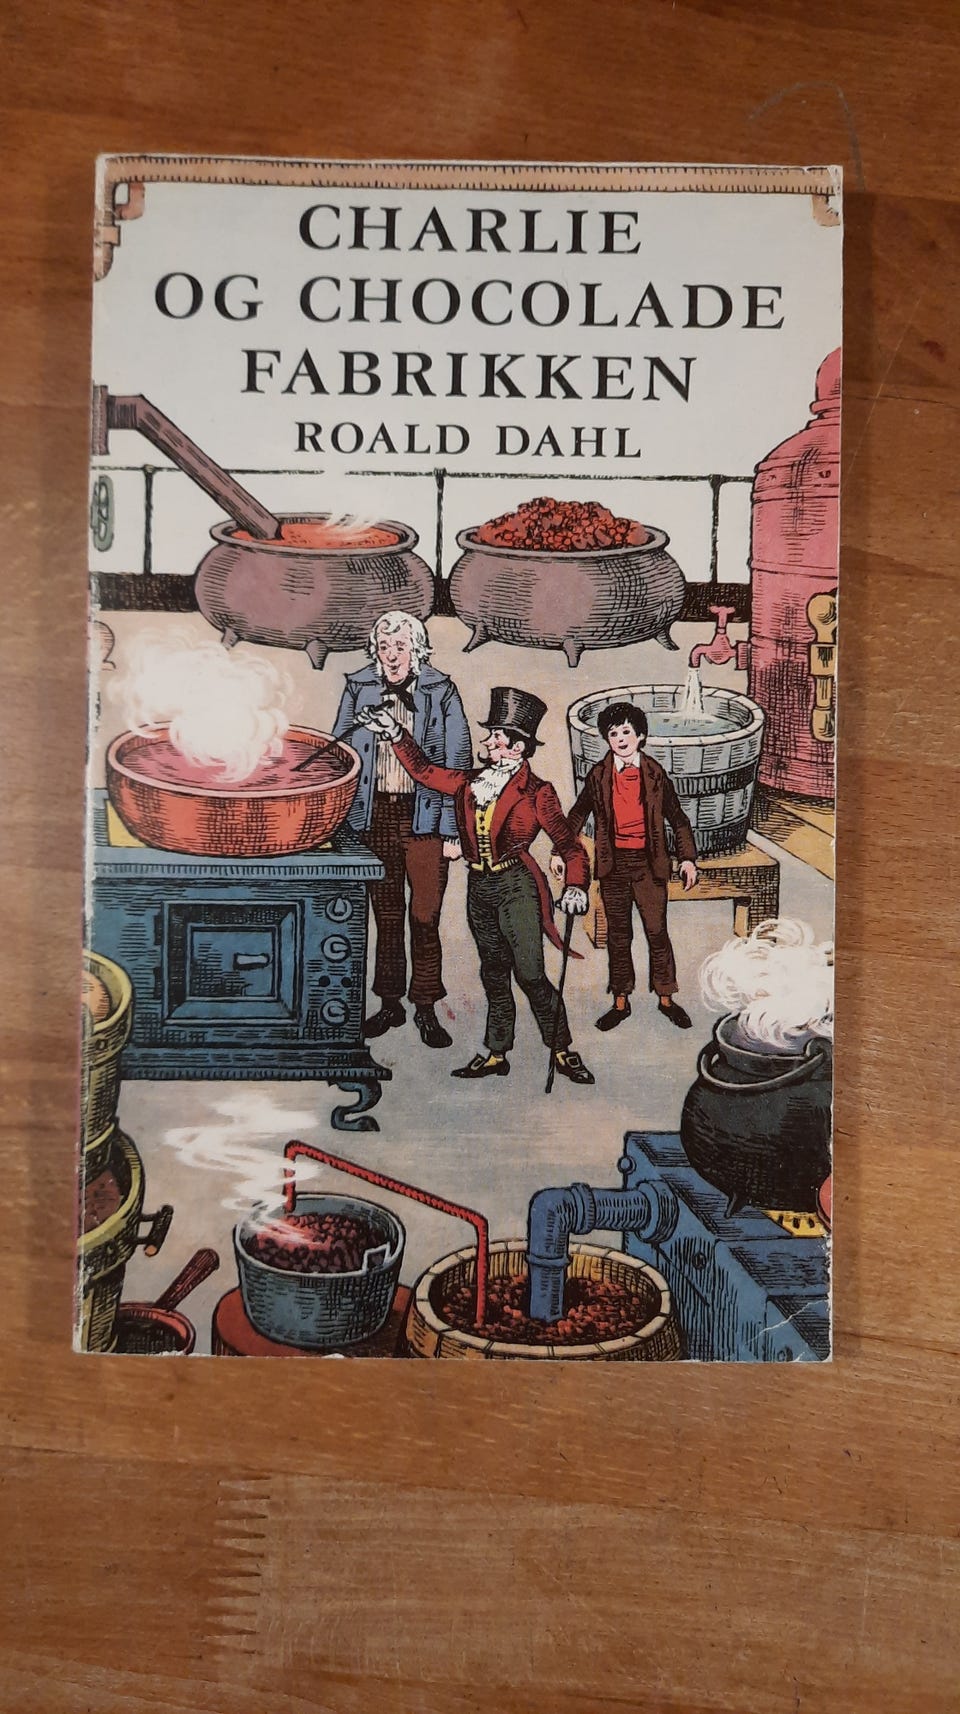 CHARLIE
OG CHOCOLADE
FABRIKKEN
ROALD DAHL